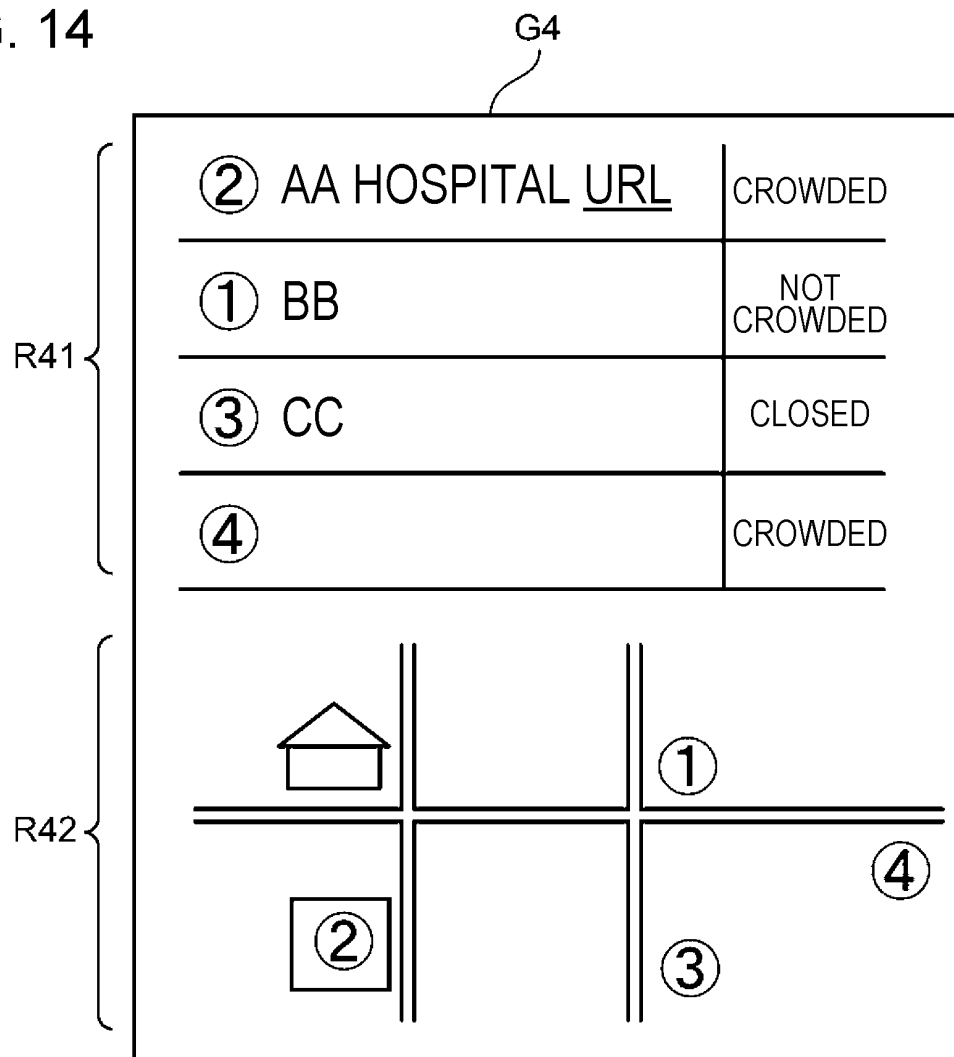 G. 14
G4
② AA HOSPITAL URL CROWDED
① BB NOT CROWDED
R41
③ CC CLOSED
④ CROWDED
①
R42
④
②
③